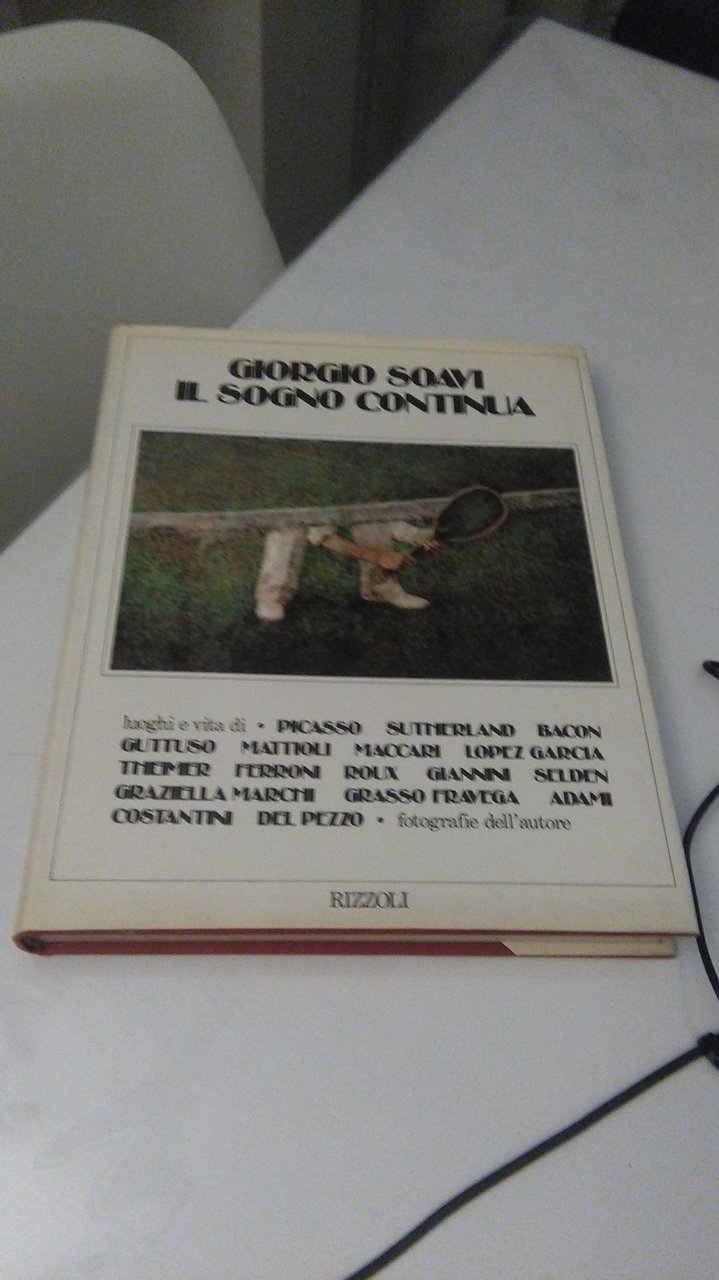 GIORGIO SOAVI
IL SOGNO CONTINUA
luoghi e vita di • PICASSO SUTHERLAND BACON
GUTTUSO MATTIOLI MACCARI LOPEZ GARCIA
THEIMER FERRONI ROUX GIANNINI SELDEN
GRAZIELLA MARCHI GRASSO FRAVEGA ADAMI
COSTANTINI DEL PEZZO • fotografie dell'autore
RIZZOLI